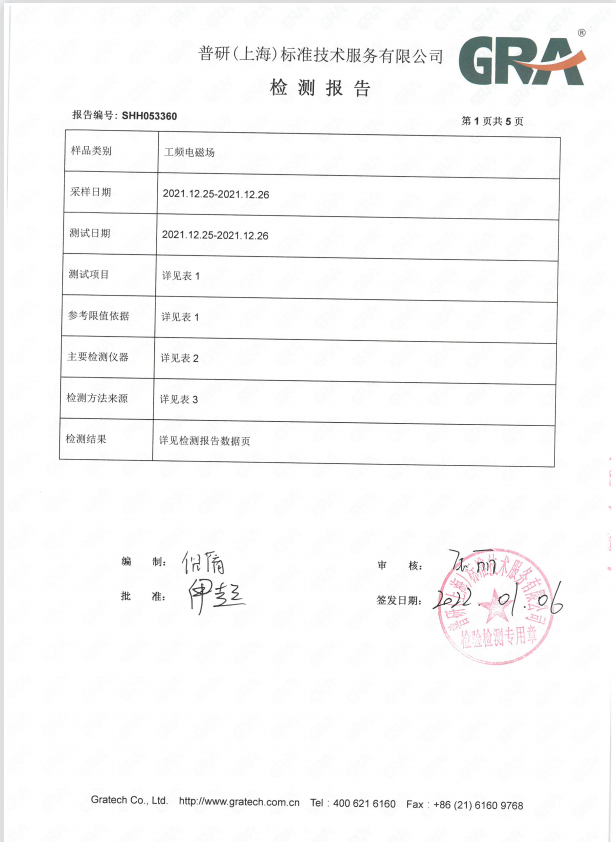 普研(上海)标准技术服务有限公司
GRA®
检测报告
报告编号: SHH053360
第 1 页共 5 页
样品类别 工频电磁场
采样日期 2021.12.25-2021.12.26
测试日期 2021.12.25-2021.12.26
测试项目 详见表 1
参考限值依据 详见表 1
主要检测仪器 详见表 2
检测方法来源 详见表 3
检测结果 详见检测报告数据页
编 制:
审 核:
批 准:
签发日期: 2022.01.06
普研(上海)标准技术服务有限公司
检验检测专用章
Gratech Co., Ltd. http://www.gratech.com.cn Tel : 400 621 6160 Fax : +86 (21) 6160 9768